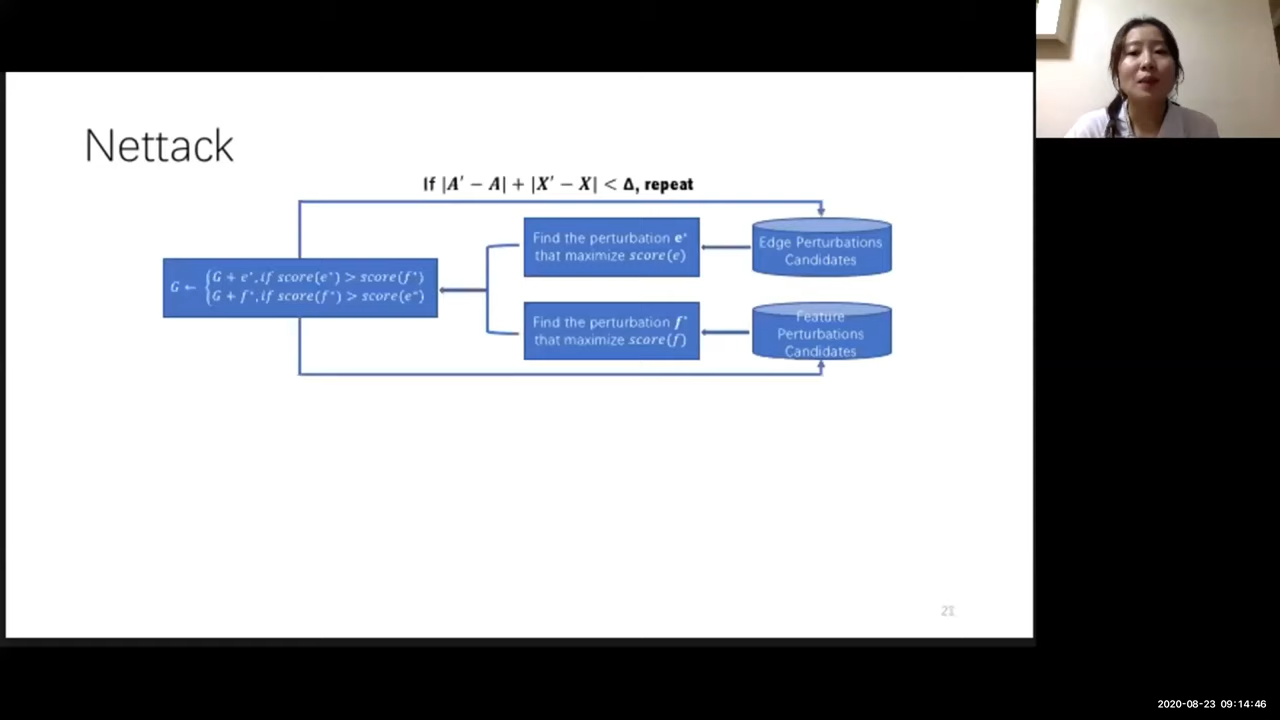 Nettack
If |A′ − A| + |X′ − X| < Δ, repeat
Find the perturbation e*
that maximize score(e)
Edge Perturbations
Candidates
G ← {G + e*, if score(e*) > score(f*)
G + f*, if score(f*) > score(e*)
Find the perturbation f*
that maximize score(f)
Feature
Perturbations
Candidates
2020-08-23 09:14:46